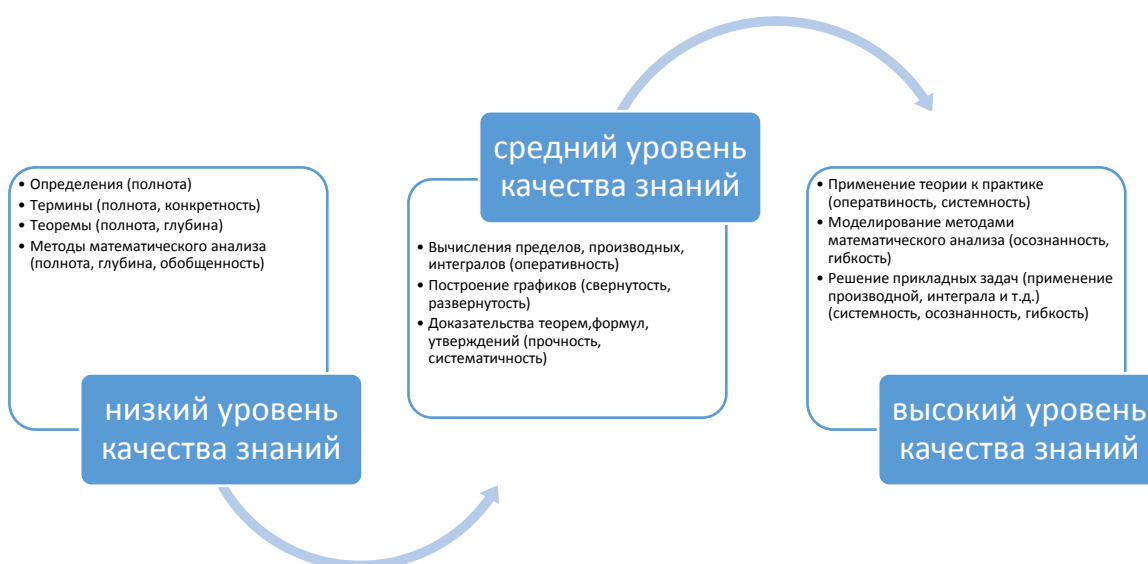 • Определения (полнота)
• Термины (полнота, конкретность)
• Теоремы (полнота, глубина)
• Методы математического анализа
(полнота, глубина, обобщенность)
низкий уровень
качества знаний
средний уровень
качества знаний
• Вычисления пределов, производных,
интегралов (оперативность)
• Построение графиков (свернутость,
развернутость)
• Доказательства теорем,формул,
утверждений (прочность,
систематичность)
• Применение теории к практике
(оператвиность, системность)
• Моделирование методами
математического анализа (осознанность,
гибкость)
• Решение прикладных задач (применение
производной, интеграла и т.д.)
(системность, осознанность, гибкость)
высокий уровень
качества знаний